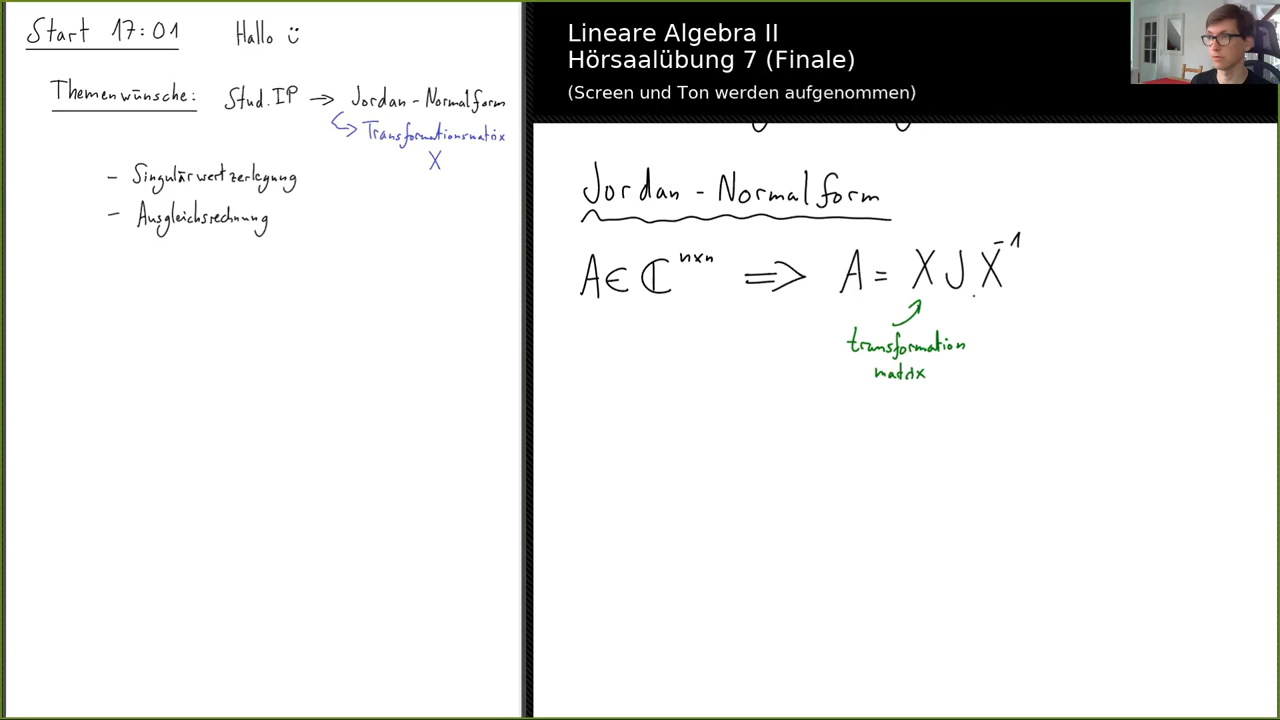 Start 17:01 Hallo :)
Themenwünsche: Stud.IP → Jordan-Normalform
↳ Transformationsmatrix
X
- Singulärwertzerlegung
- Ausgleichsrechnung
Lineare Algebra II
Hörsaalübung 7 (Finale)
(Screen und Ton werden aufgenommen)
Jordan-Normalform
A ∈ ℂⁿˣⁿ ⟹ A = X J X⁻¹
transformation
matrix